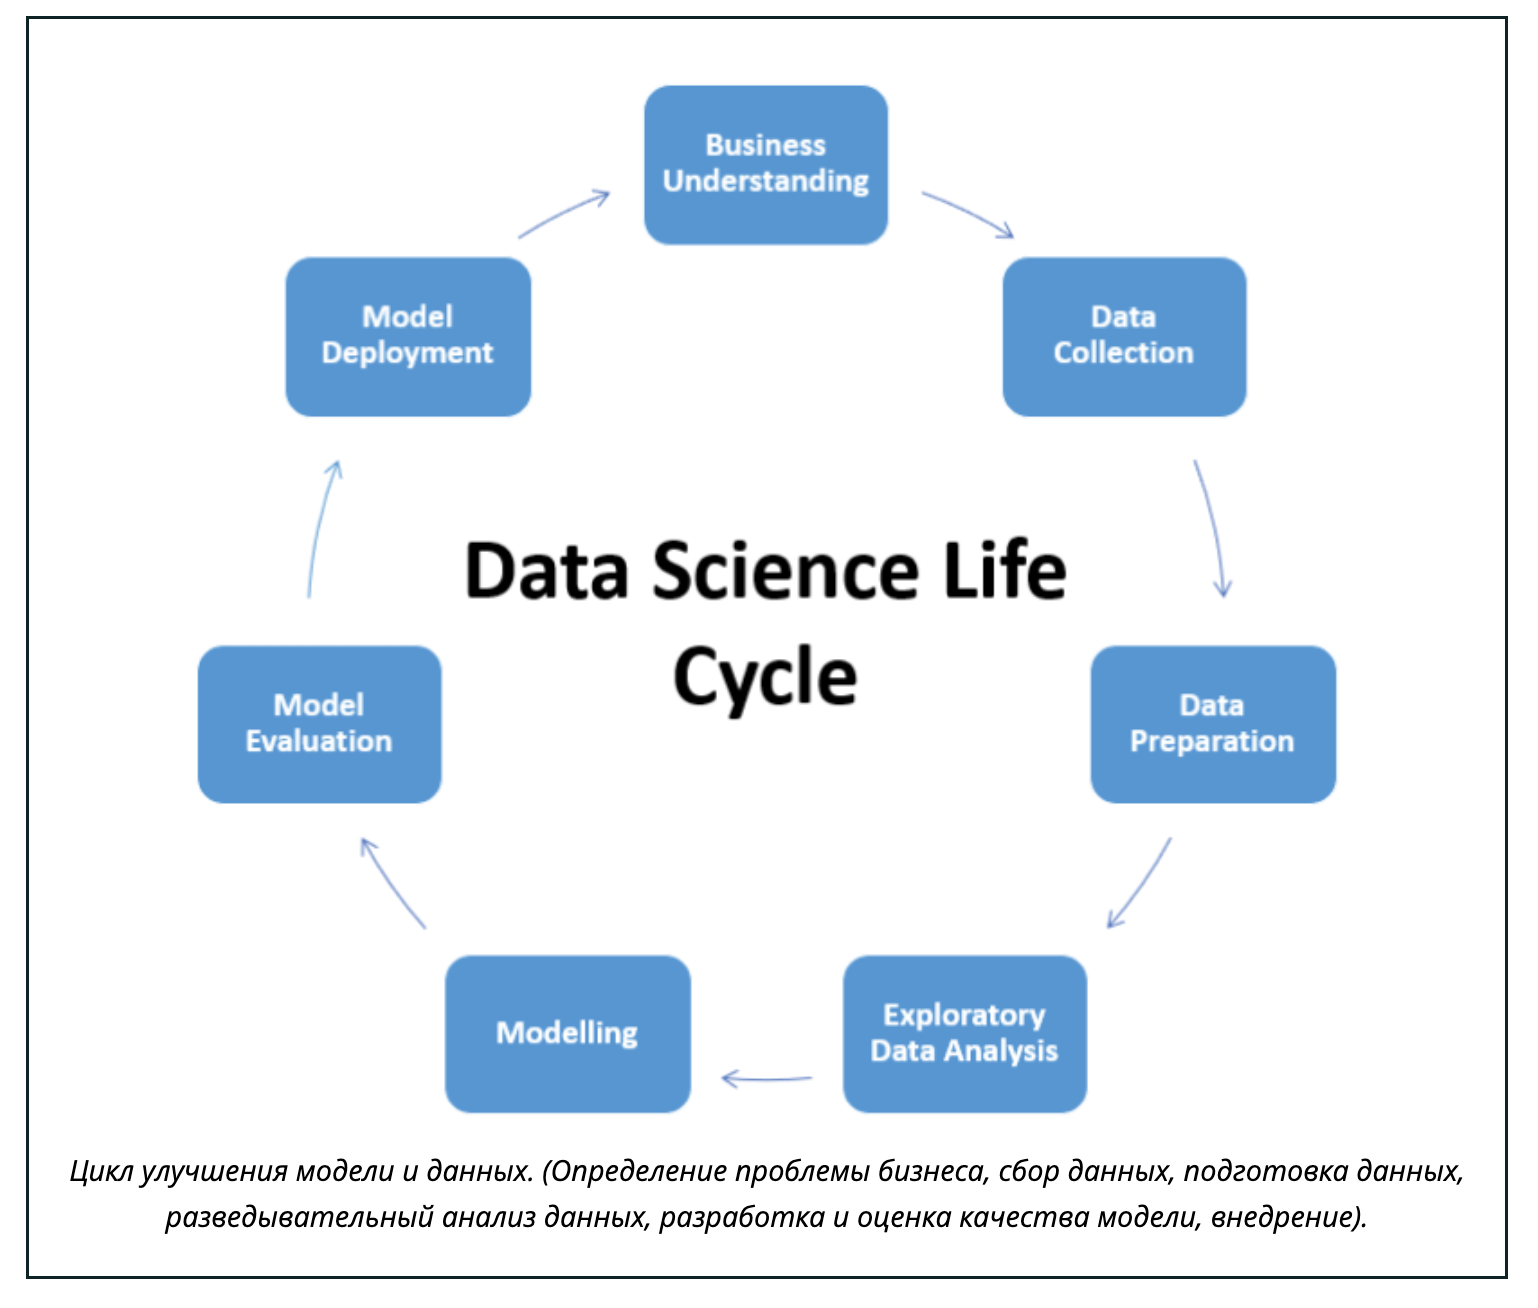 Business
Understanding
Data
Collection
Data
Preparation
Exploratory
Data Analysis
Modelling
Model
Evaluation
Model
Deployment
Data Science Life
Cycle
Цикл улучшения модели и данных. (Определение проблемы бизнеса, сбор данных, подготовка данных,
разведывательный анализ данных, разработка и оценка качества модели, внедрение).